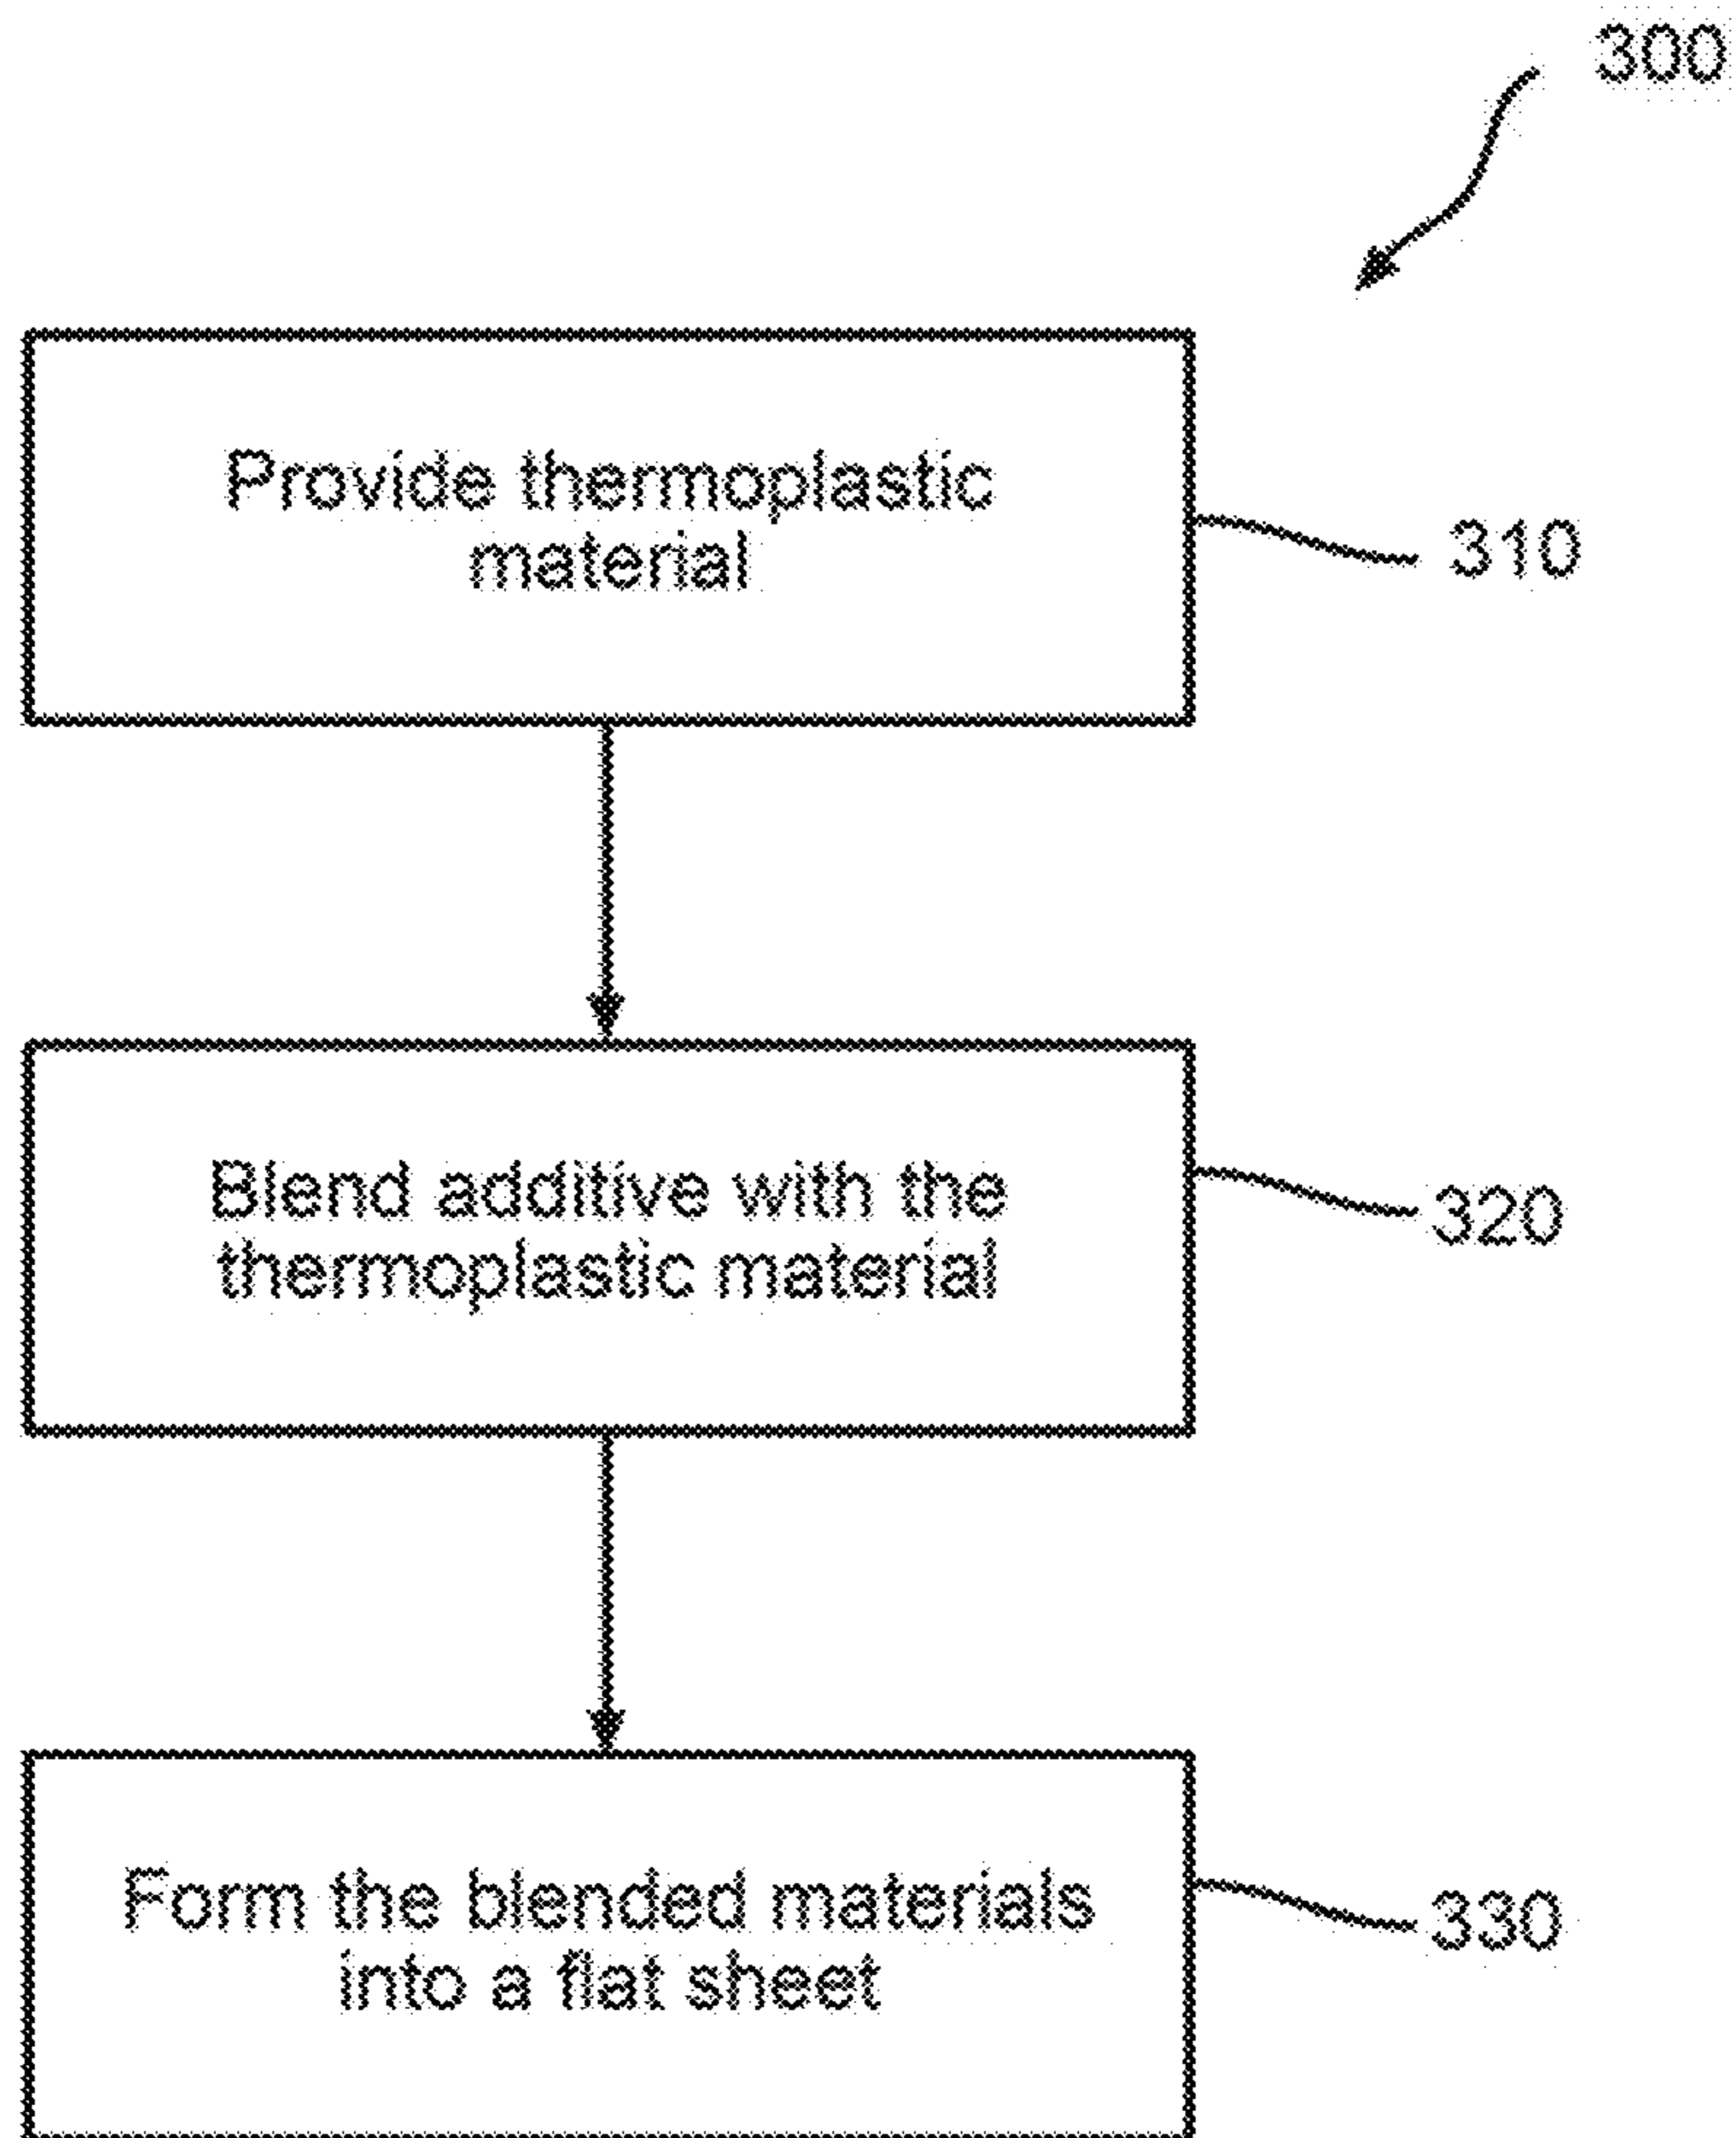 300
Provide thermoplastic
material
310
Blend additive with the
thermoplastic material
320
Form the blended materials
into a flat sheet
330